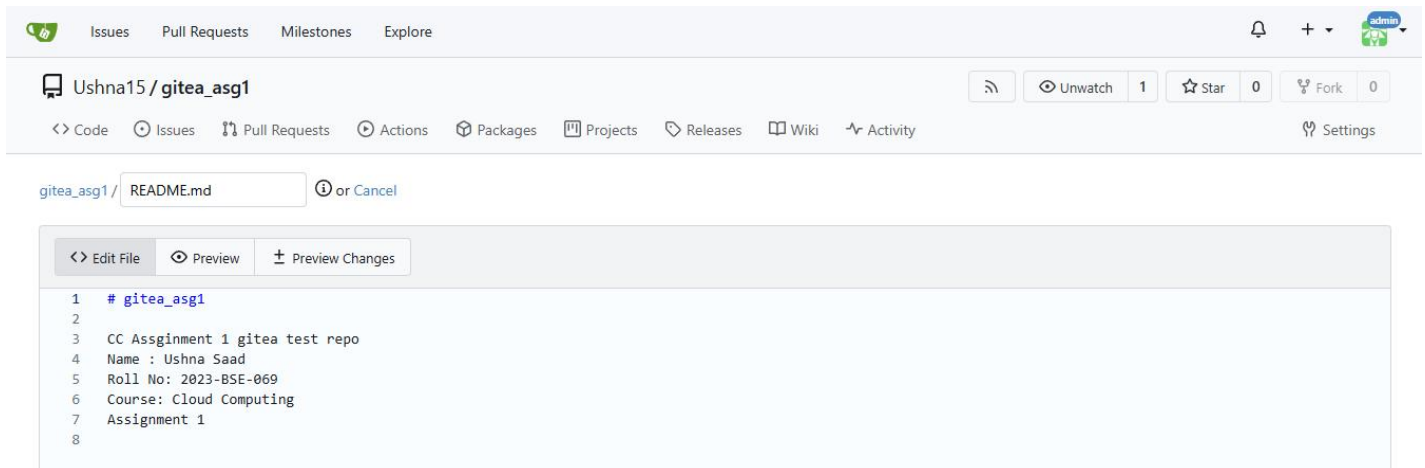 Issues Pull Requests Milestones Explore
admin
Ushna15 / gitea_asg1
Unwatch 1 Star 0 Fork 0
Code Issues Pull Requests Actions Packages Projects Releases Wiki Activity Settings
gitea_asg1 / README.md or Cancel
Edit File Preview Preview Changes
1 # gitea_asg1
2
3 CC Assginment 1 gitea test repo
4 Name : Ushna Saad
5 Roll No: 2023-BSE-069
6 Course: Cloud Computing
7 Assignment 1
8